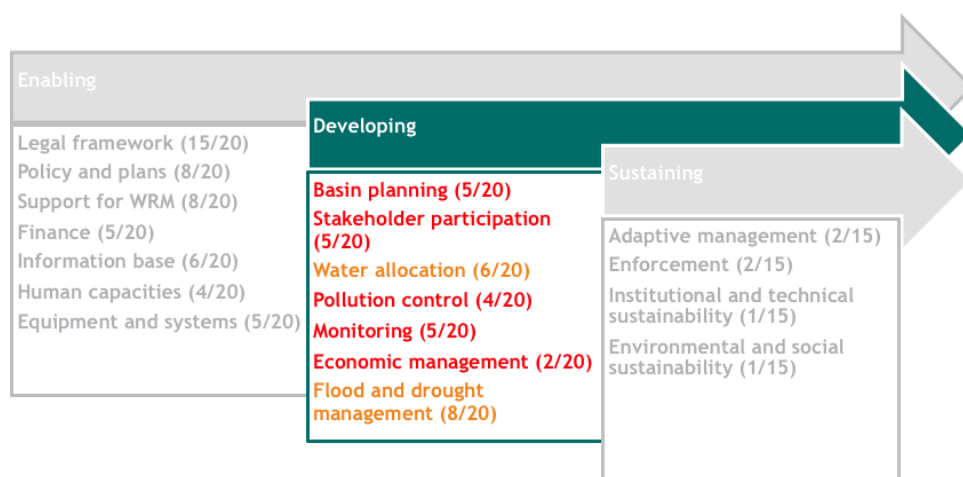 Enabling
Legal framework (15/20)
Policy and plans (8/20)
Support for WRM (8/20)
Finance (5/20)
Information base (6/20)
Human capacities (4/20)
Equipment and systems (5/20)
Developing
Basin planning (5/20)
Stakeholder participation
(5/20)
Water allocation (6/20)
Pollution control (4/20)
Monitoring (5/20)
Economic management (2/20)
Flood and drought
management (8/20)
Sustaining
Adaptive management (2/15)
Enforcement (2/15)
Institutional and technical
sustainability (1/15)
Environmental and social
sustainability (1/15)